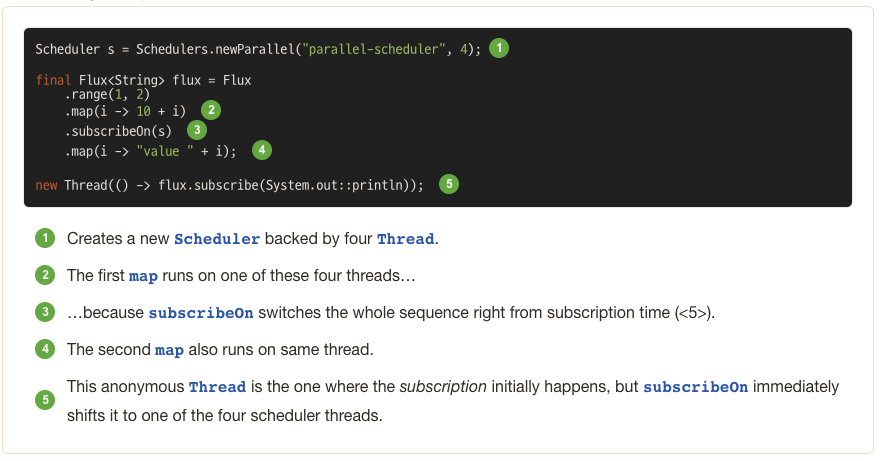 Scheduler s = Schedulers.newParallel("parallel-scheduler", 4); 1
final Flux<String> flux = Flux
.range(1, 2)
.map(i -> 10 + i) 2
.subscribeOn(s) 3
.map(i -> "value " + i); 4
new Thread(() -> flux.subscribe(System.out::println)); 5
1 Creates a new Scheduler backed by four Thread.
2 The first map runs on one of these four threads…
3 …because subscribeOn switches the whole sequence right from subscription time (<5>).
4 The second map also runs on same thread.
5 This anonymous Thread is the one where the subscription initially happens, but subscribeOn immediately
shifts it to one of the four scheduler threads.